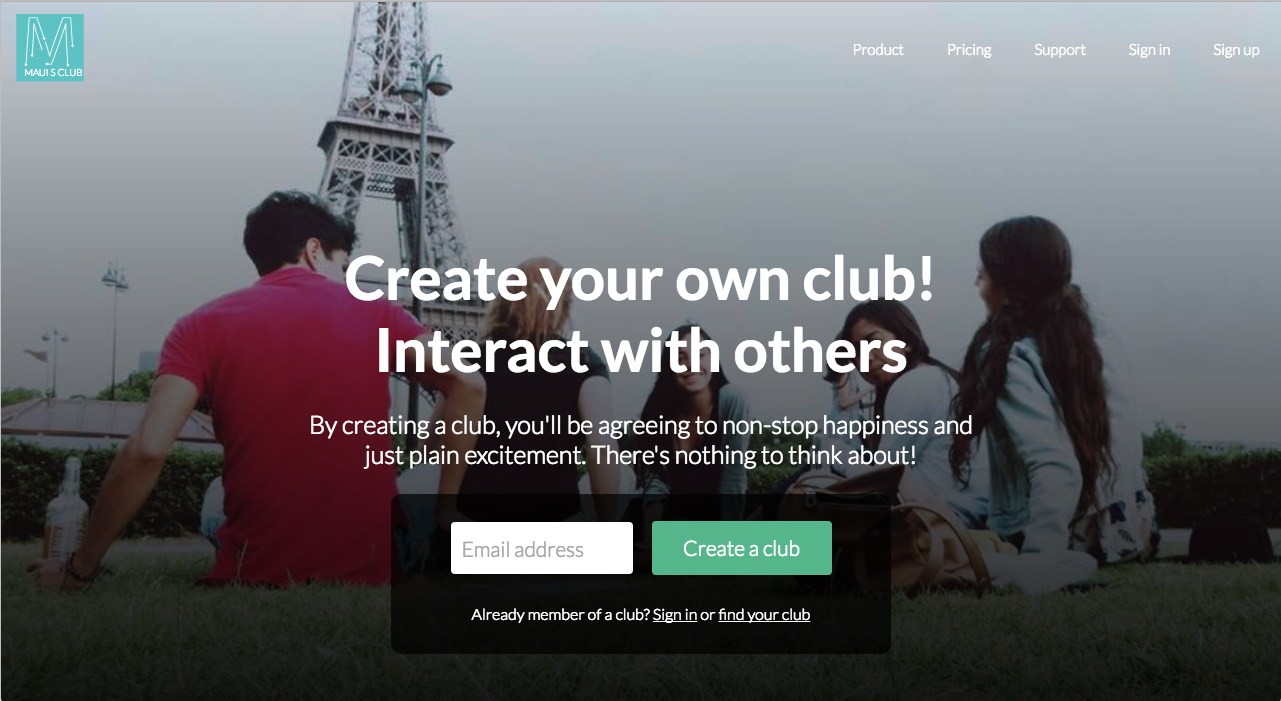 M
MAUI S CLUB
Product Pricing Support Sign in Sign up
Create your own club!
Interact with others
By creating a club, you'll be agreeing to non-stop happiness and
just plain excitement. There's nothing to think about!
Email address Create a club
Already member of a club? Sign in or find your club